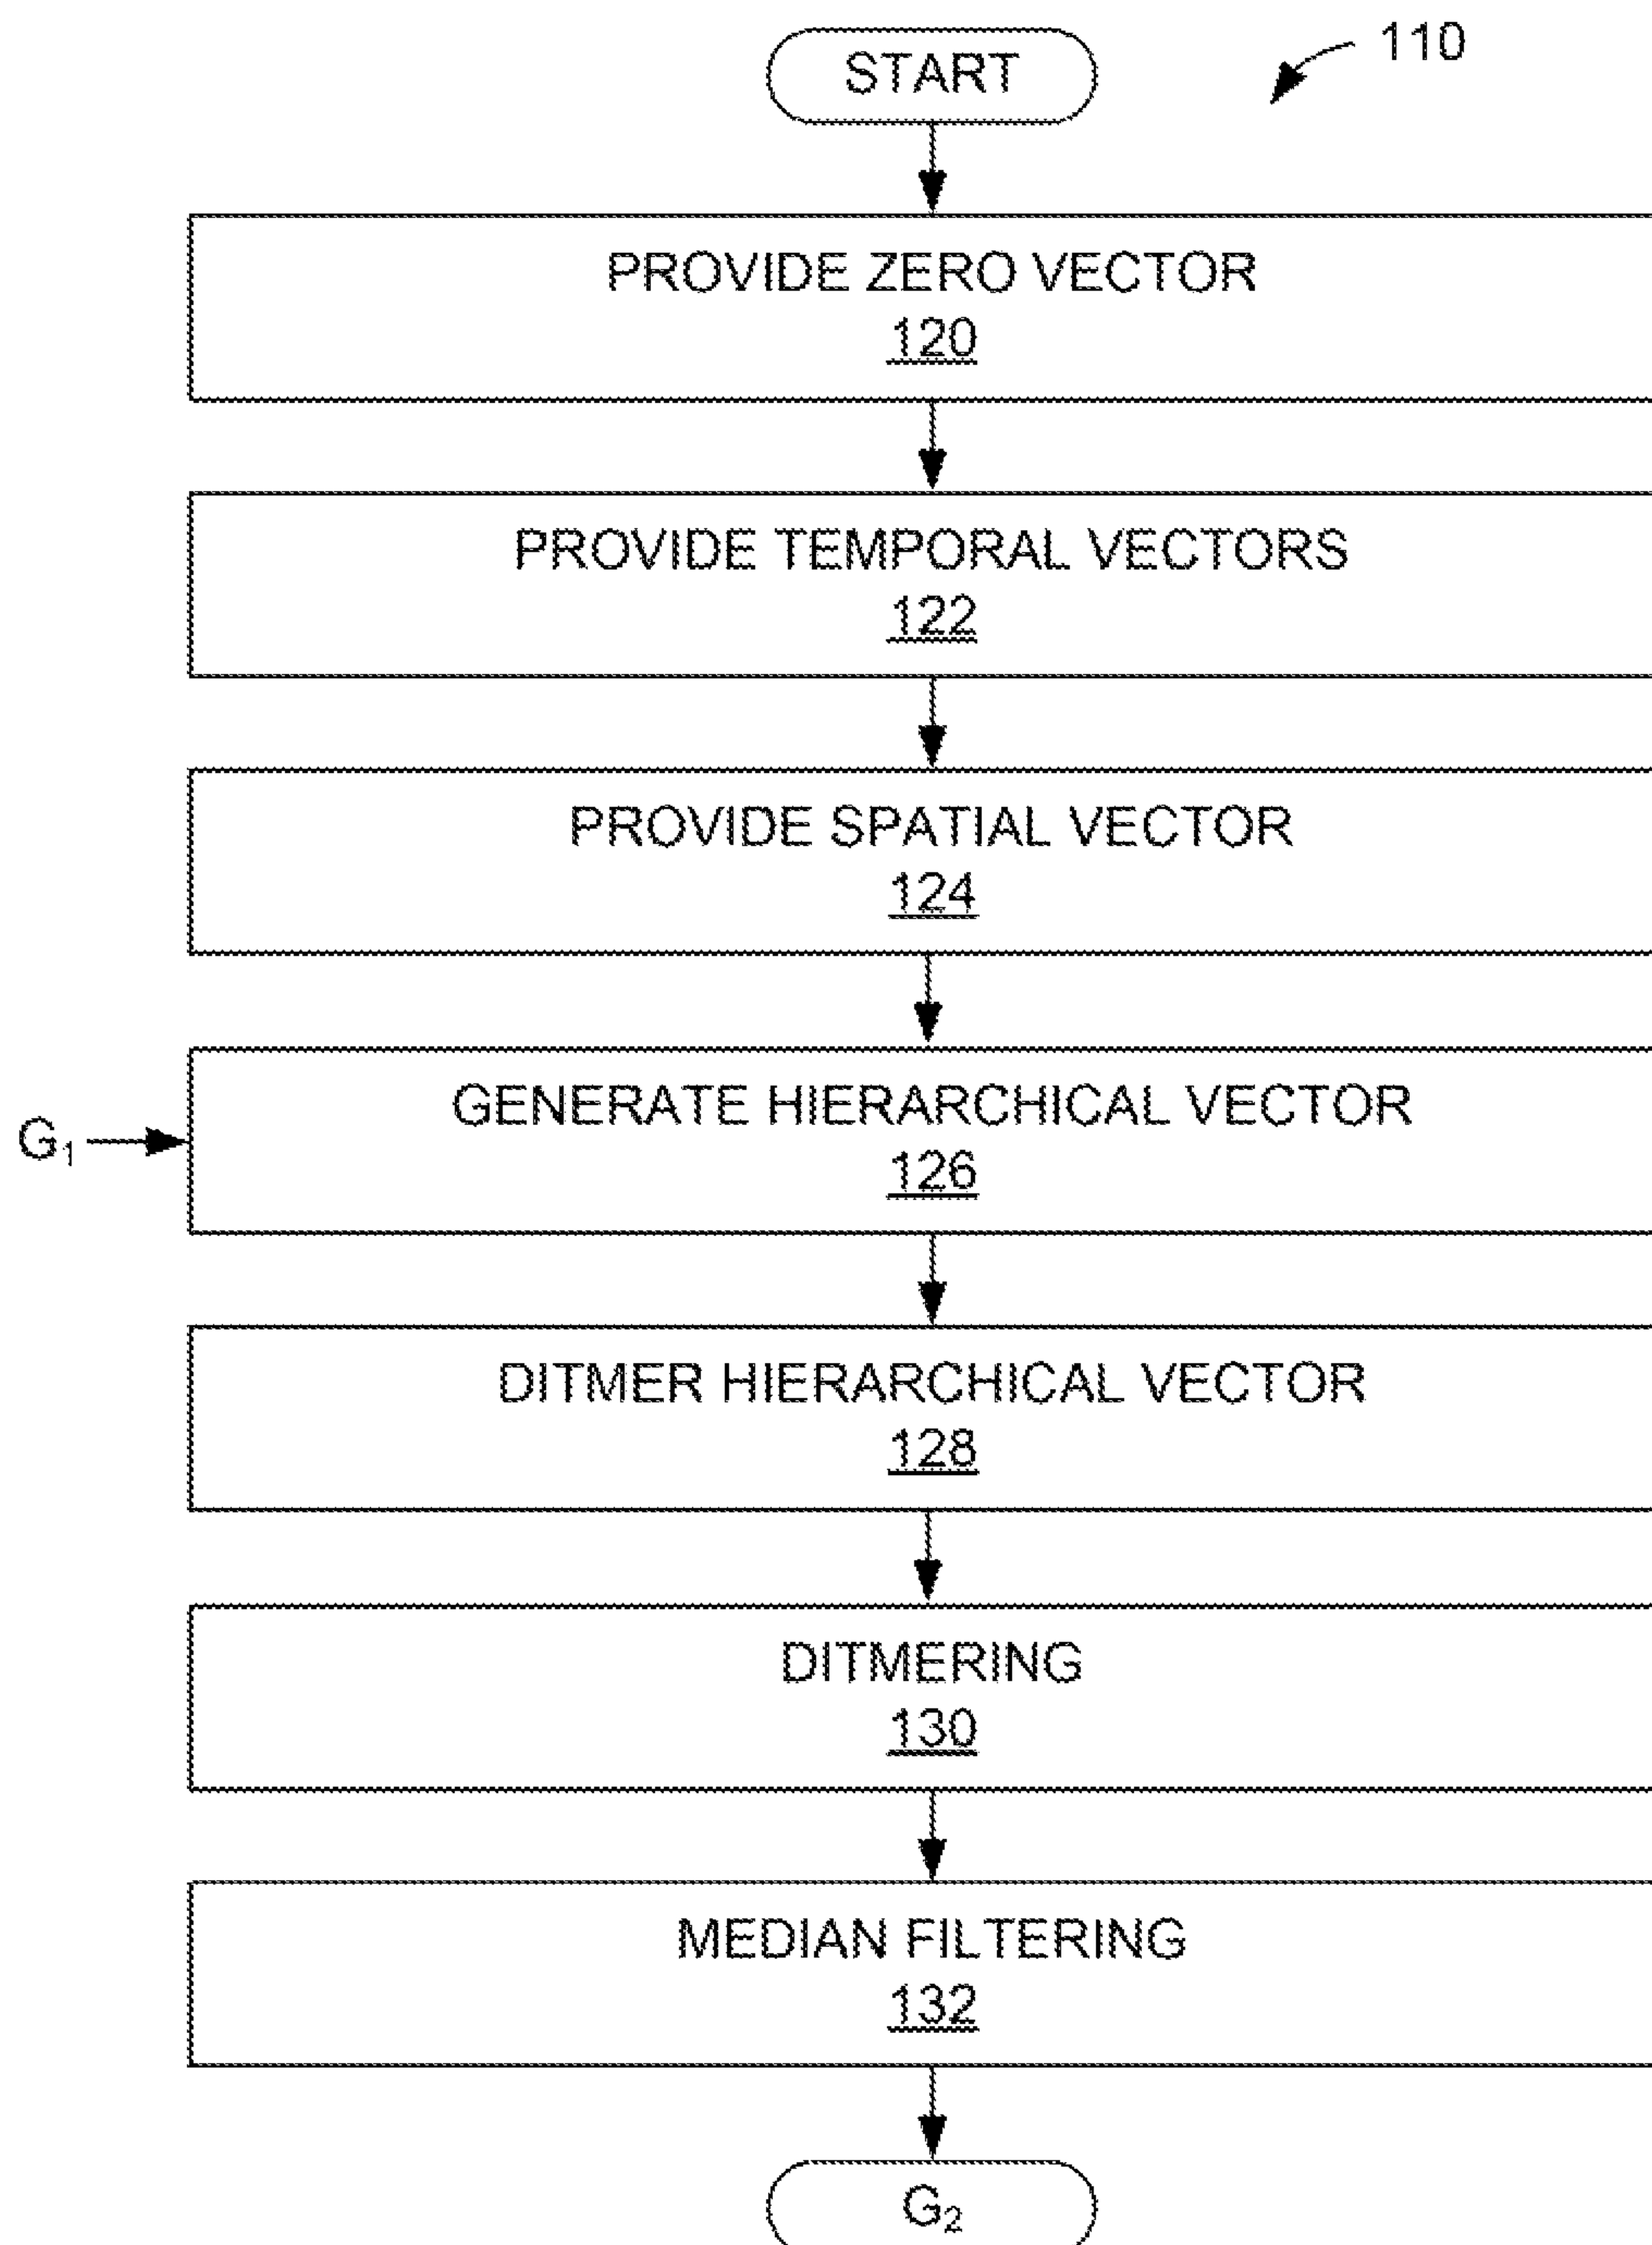 START
110
PROVIDE ZERO VECTOR
120
PROVIDE TEMPORAL VECTORS
122
PROVIDE SPATIAL VECTOR
124
G₁
GENERATE HIERARCHICAL VECTOR
126
DITMER HIERARCHICAL VECTOR
128
DITMERING
130
MEDIAN FILTERING
132
G₂